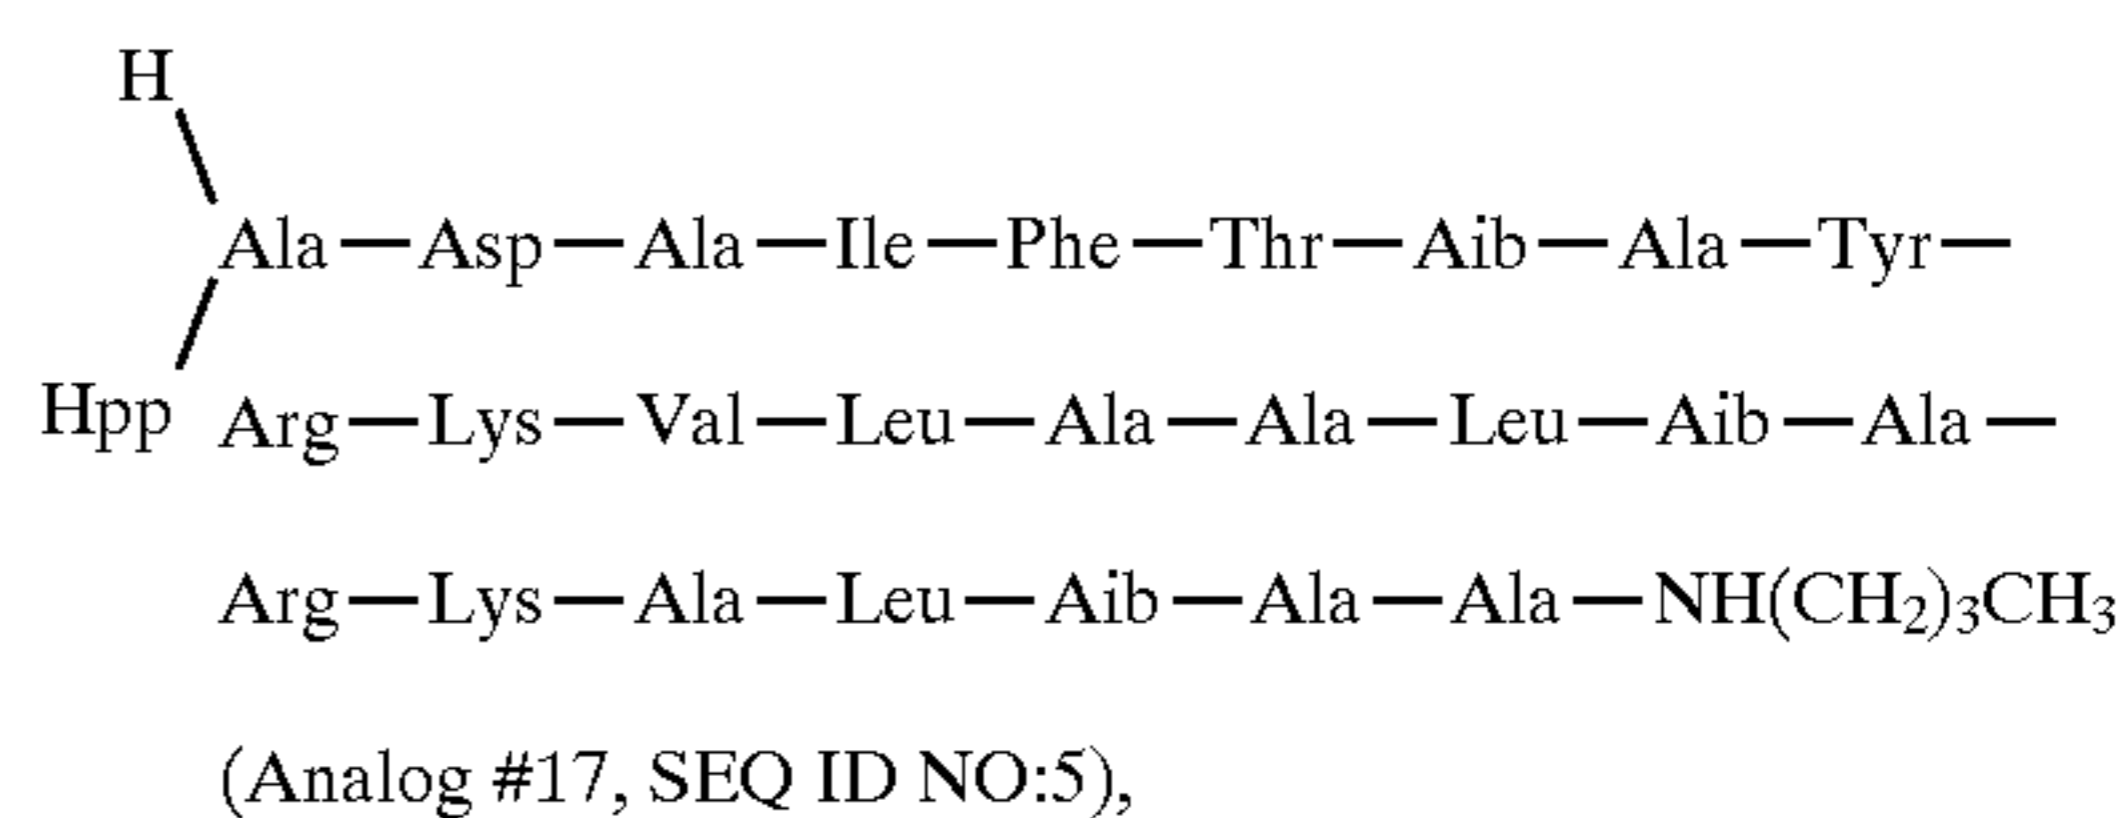 H
Ala—Asp—Ala—Ile—Phe—Thr—Aib—Ala—Tyr—
Hpp Arg—Lys—Val—Leu—Ala—Ala—Leu—Aib—Ala—
Arg—Lys—Ala—Leu—Aib—Ala—Ala—NH(CH₂)₃CH₃
(Analog #17, SEQ ID NO:5),